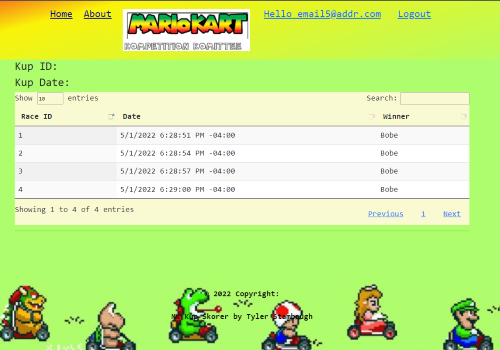 Home About MARIOKART Hello email5@addr.com Logout
KOMPETITION KOMITTEE
Kup ID:
Kup Date:
Show 10 entries Search:
Race ID Date Winner
1 5/1/2022 6:28:51 PM -04:00 Bobe
2 5/1/2022 6:28:54 PM -04:00 Bobe
3 5/1/2022 6:28:57 PM -04:00 Bobe
4 5/1/2022 6:29:00 PM -04:00 Bobe
Showing 1 to 4 of 4 entries
Previous 1 Next
2022 Copyright:
Skorer by Tyler